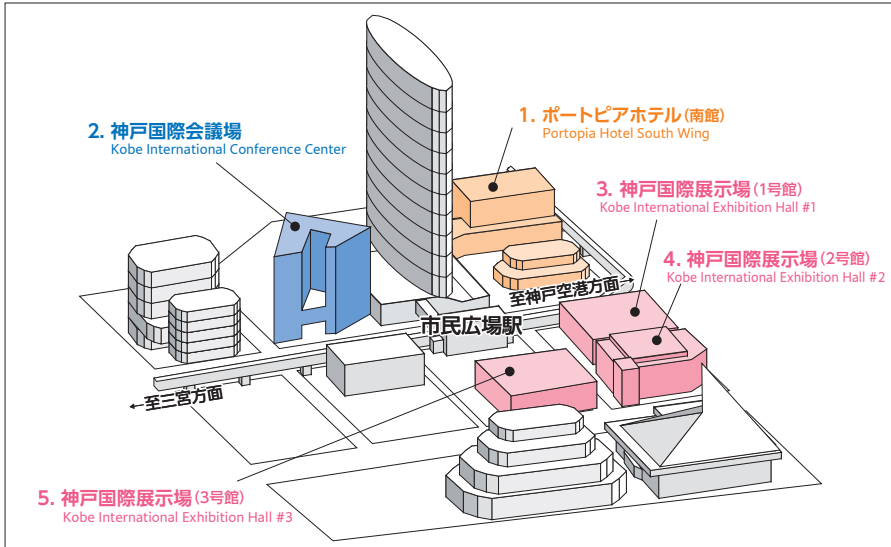 1. ポートピアホテル(南館)
Portopia Hotel South Wing
2. 神戸国際会議場
Kobe International Conference Center
3. 神戸国際展示場(1号館)
Kobe International Exhibition Hall #1
4. 神戸国際展示場(2号館)
Kobe International Exhibition Hall #2
至神戸空港方面→
市民広場駅
←至三宮方面
5. 神戸国際展示場(3号館)
Kobe International Exhibition Hall #3